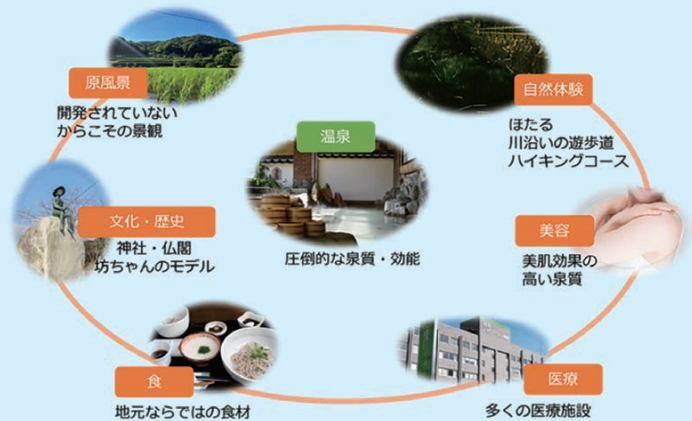 原風景
開発されていない
からこその景観
自然体験
ほたる
川沿いの遊歩道
ハイキングコース
温泉
圧倒的な泉質・効能
文化・歴史
神社・仏閣
坊ちゃんのモデル
美容
美肌効果の
高い泉質
食
地元ならではの食材
医療
多くの医療施設